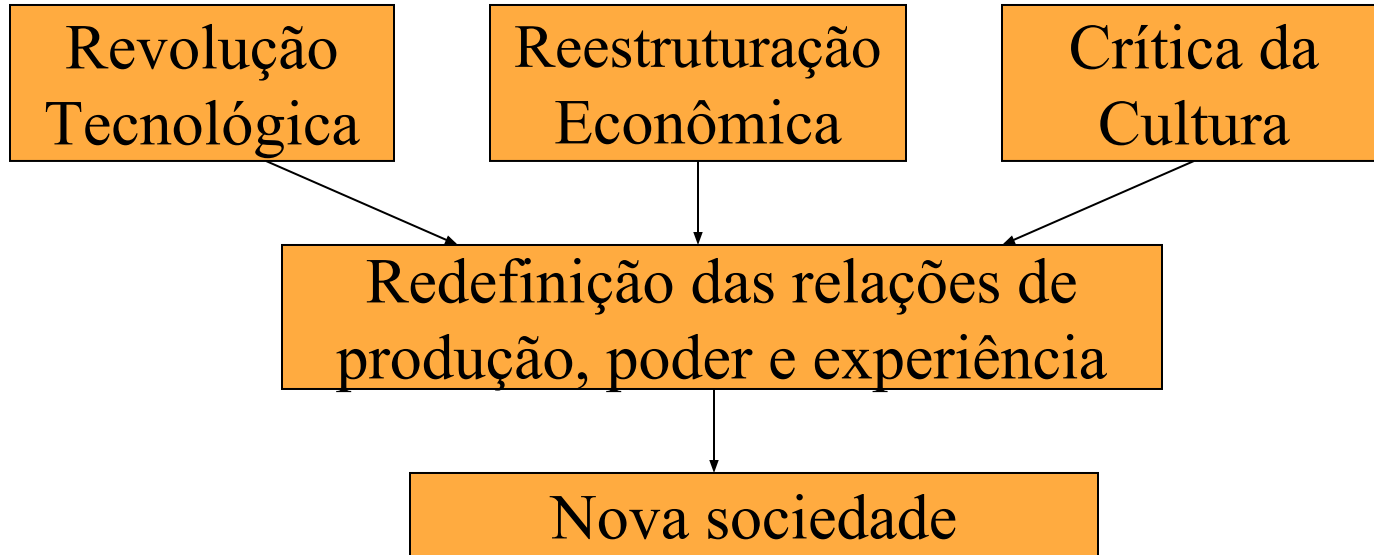 Revolução
Tecnológica
Reestruturação
Econômica
Crítica da
Cultura
Redefinição das relações de
produção, poder e experiência
Nova sociedade